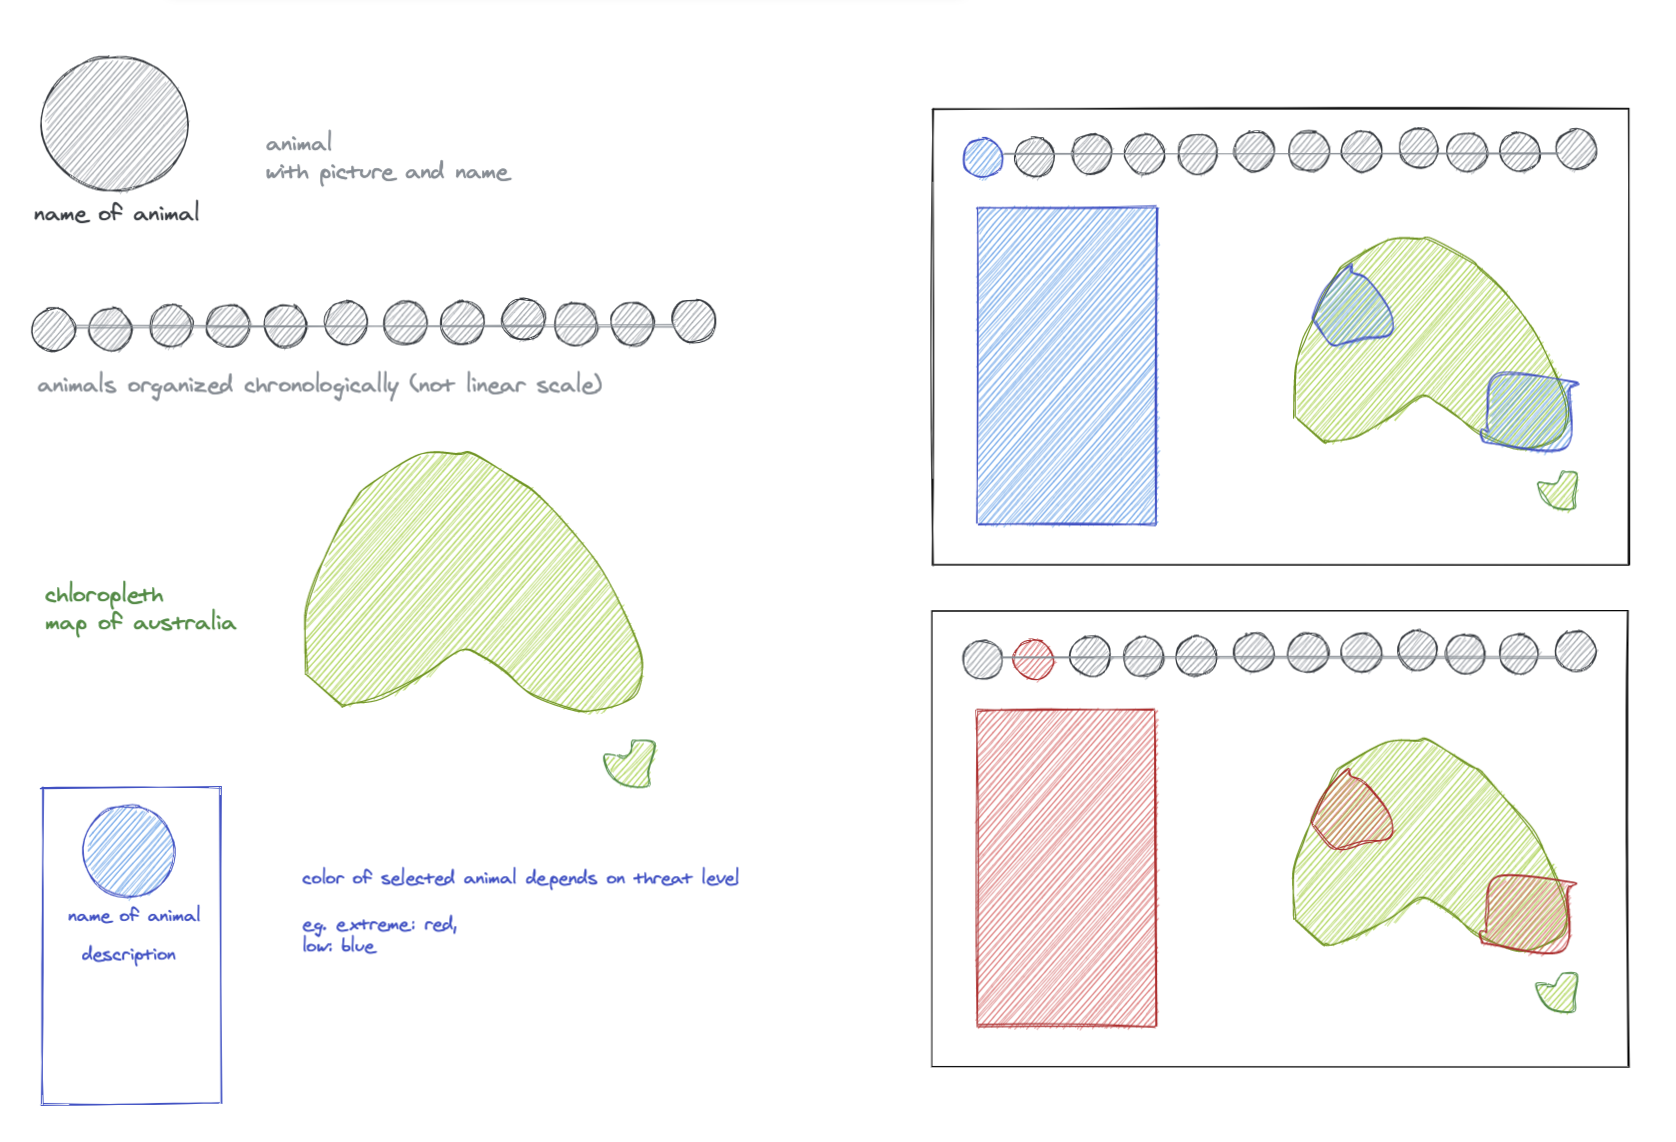 animal
with picture and name
name of animal
animals organized chronologically (not linear scale)
chloropleth
map of australia
name of animal
description
color of selected animal depends on threat level
eg. extreme: red,
low: blue